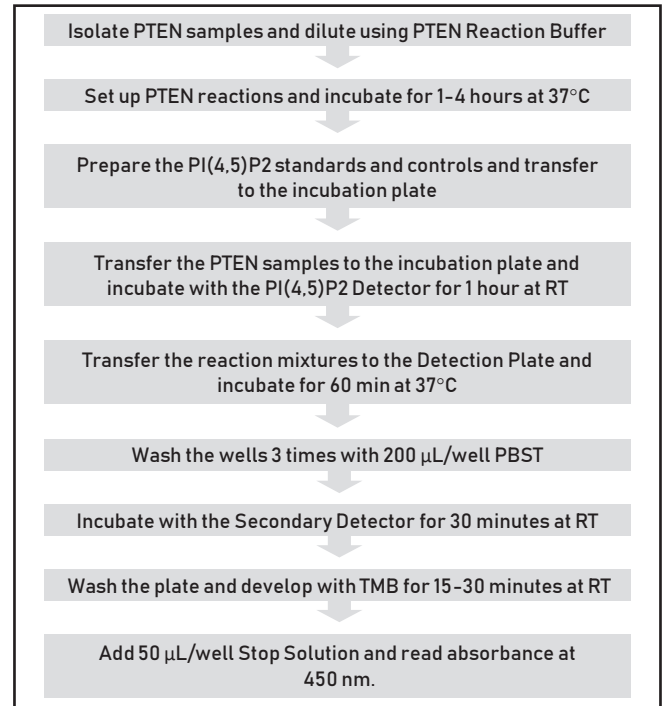 Isolate PTEN samples and dilute using PTEN Reaction Buffer
Set up PTEN reactions and incubate for 1-4 hours at 37°C
Prepare the PI(4,5)P2 standards and controls and transfer
to the incubation plate
Transfer the PTEN samples to the incubation plate and
incubate with the PI(4,5)P2 Detector for 1 hour at RT
Transfer the reaction mixtures to the Detection Plate and
incubate for 60 min at 37°C
Wash the wells 3 times with 200 μL/well PBST
Incubate with the Secondary Detector for 30 minutes at RT
Wash the plate and develop with TMB for 15-30 minutes at RT
Add 50 μL/well Stop Solution and read absorbance at
450 nm.